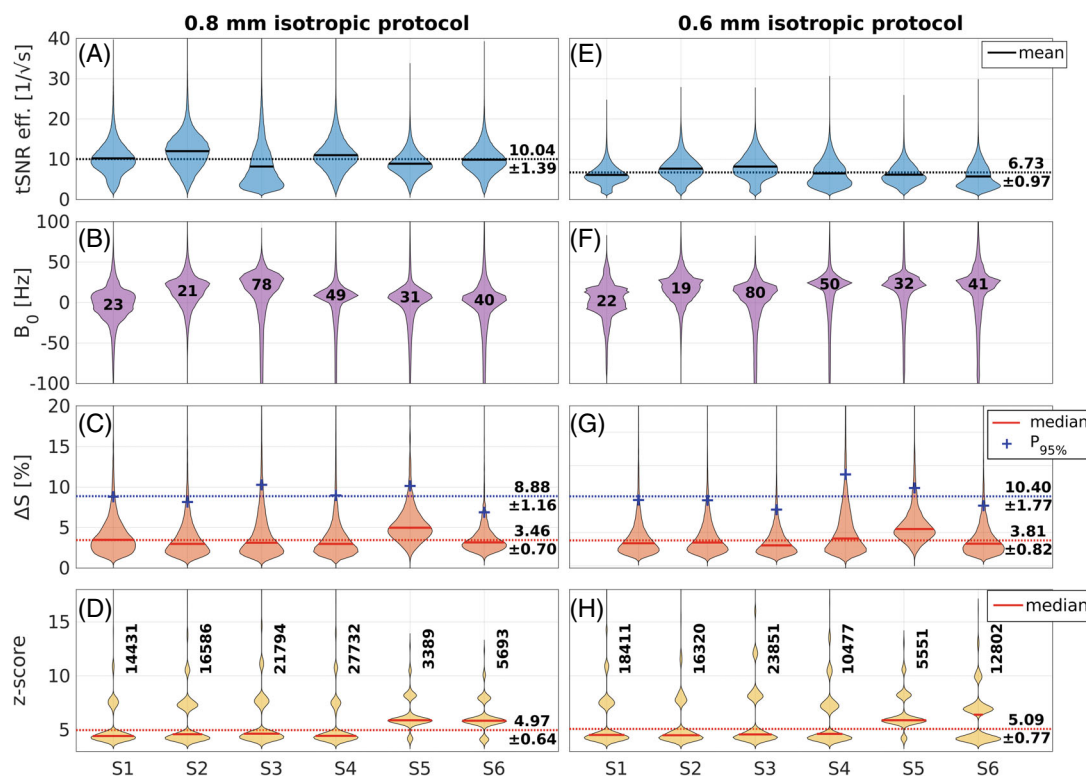 0.8 mm isotropic protocol
0.6 mm isotropic protocol
tSNR eff. [1/√s]
40
30
20
10
0
(A)
10.04
±1.39
(E)
mean
6.73
±0.97
B0 [Hz]
100
50
0
-50
-100
(B)
23
21
78
49
31
40
(F)
22
19
80
50
32
41
ΔS [%]
20
15
10
5
0
(C)
8.88
±1.16
3.46
±0.70
(G)
median
P95%
10.40
±1.77
3.81
±0.82
z-score
15
10
5
(D)
14431
16586
21794
27732
3389
5693
4.97
±0.64
(H)
median
18411
16320
23851
10477
5551
12802
5.09
±0.77
S1 S2 S3 S4 S5 S6
S1 S2 S3 S4 S5 S6